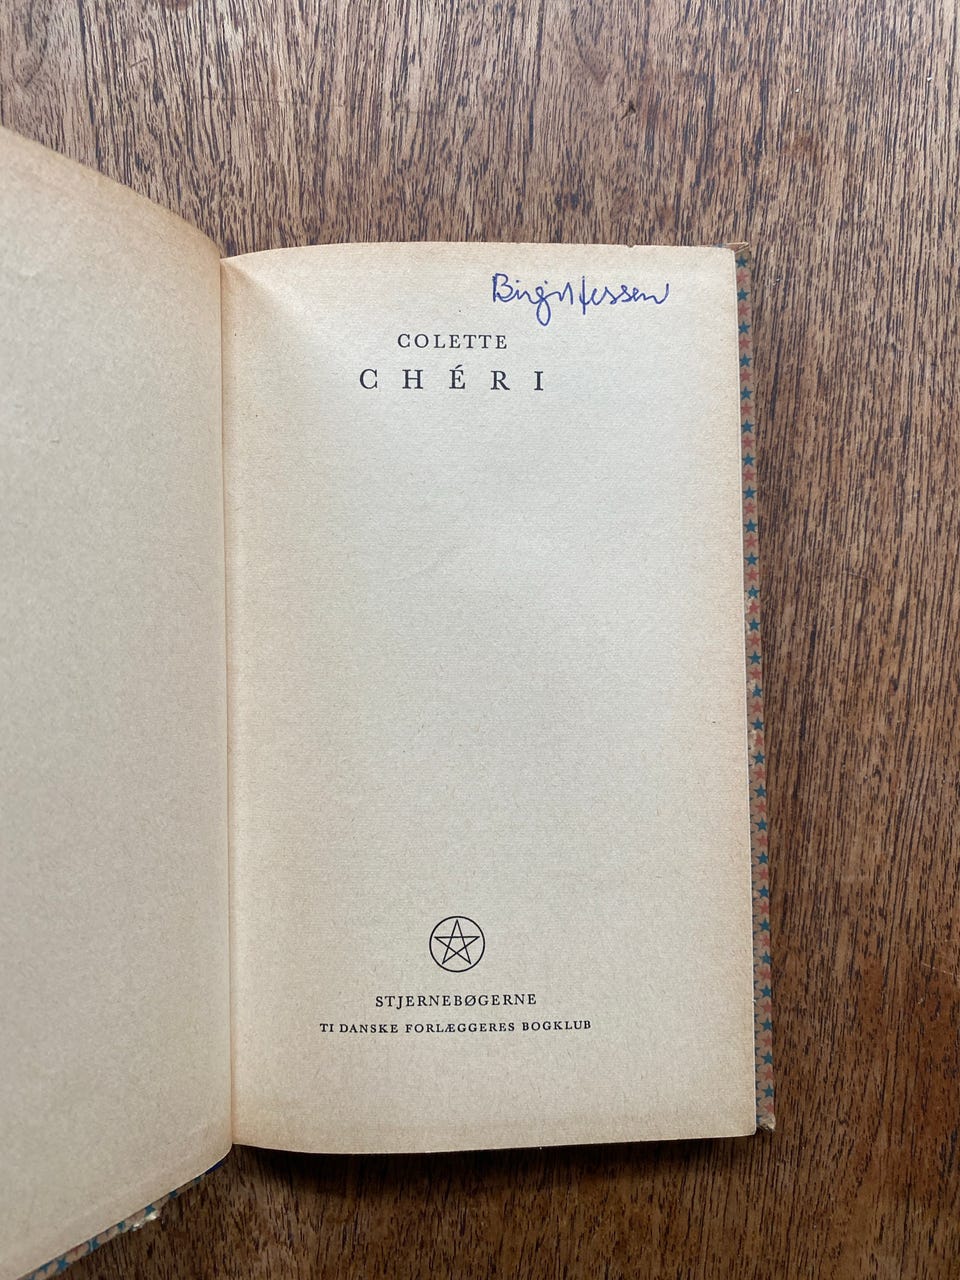 Birgit Jessen
COLETTE
CHÉRI
STJERNEBØGERNE
TI DANSKE FORLÆGGERES BOGKLUB